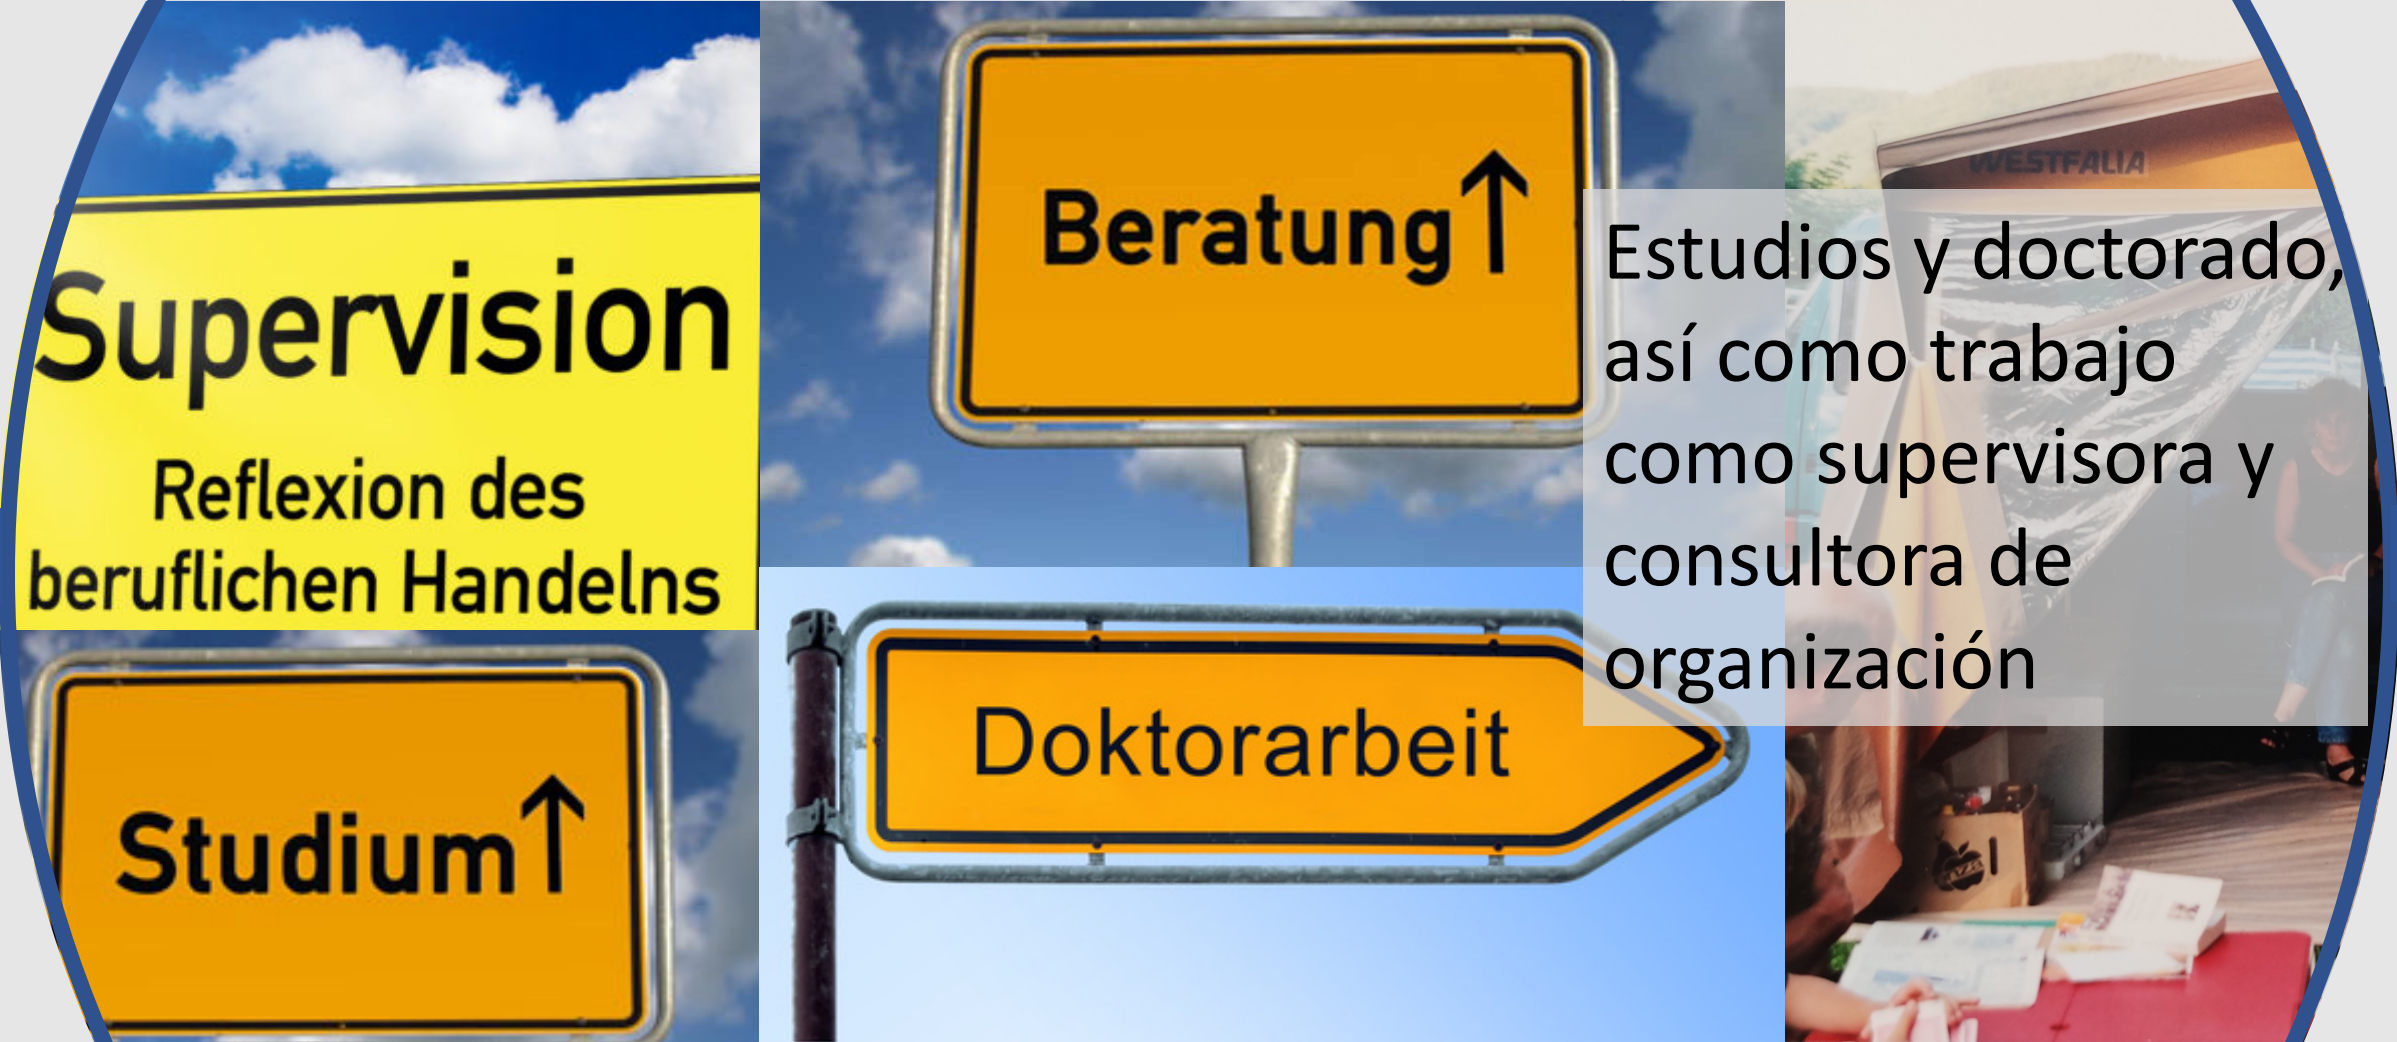 Supervision
Reflexion des
beruflichen Handelns
Beratung
Studium
Doktorarbeit
WESTFALIA
Estudios y doctorado,
así como trabajo
como supervisora y
consultora de
organización